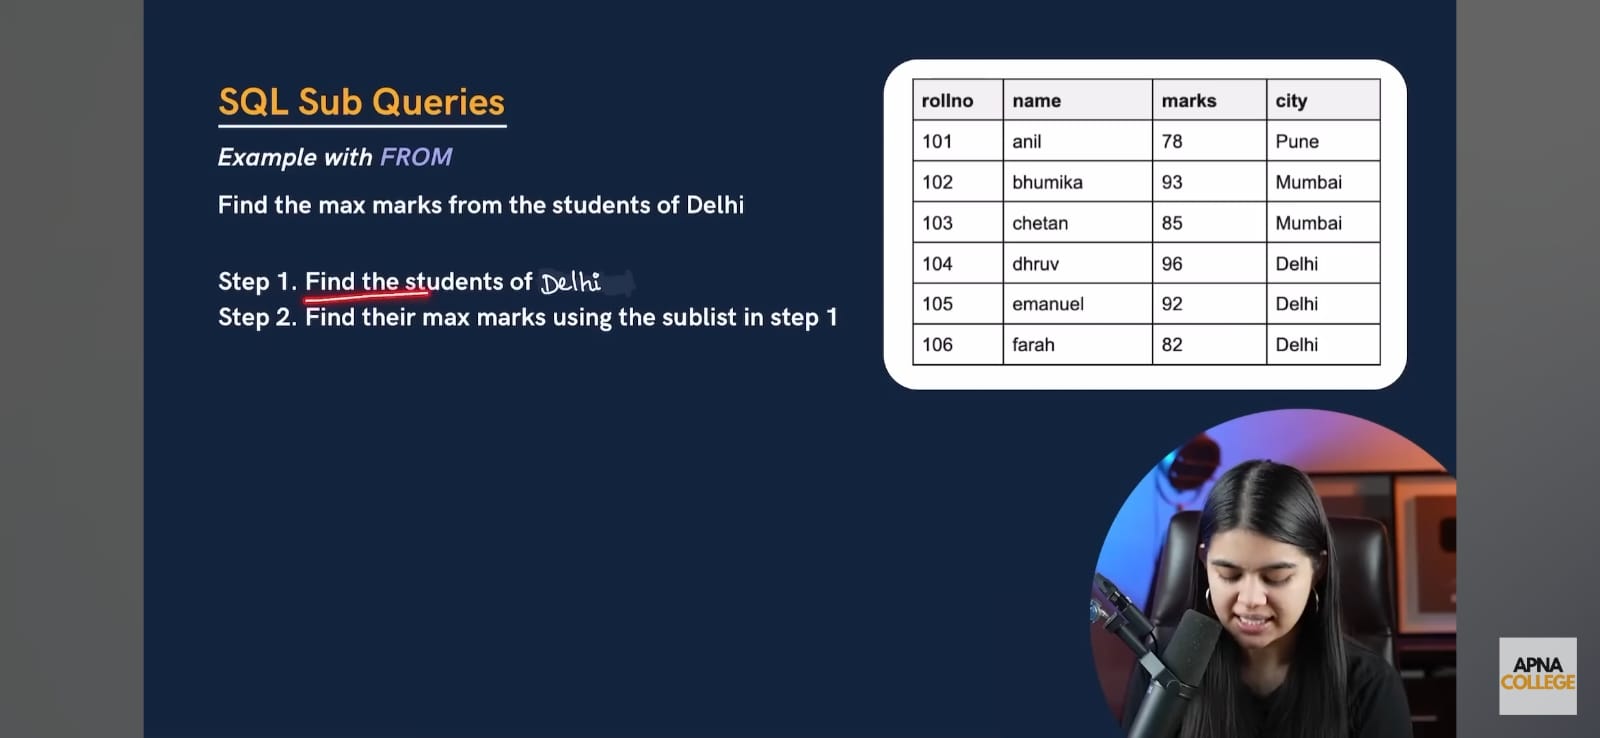 SQL Sub Queries
Example with FROM
Find the max marks from the students of Delhi
Step 1. Find the students of Delhi
Step 2. Find their max marks using the sublist in step 1
rollno name marks city
101 anil 78 Pune
102 bhumika 93 Mumbai
103 chetan 85 Mumbai
104 dhruv 96 Delhi
105 emanuel 92 Delhi
106 farah 82 Delhi
APNA
COLLEGE